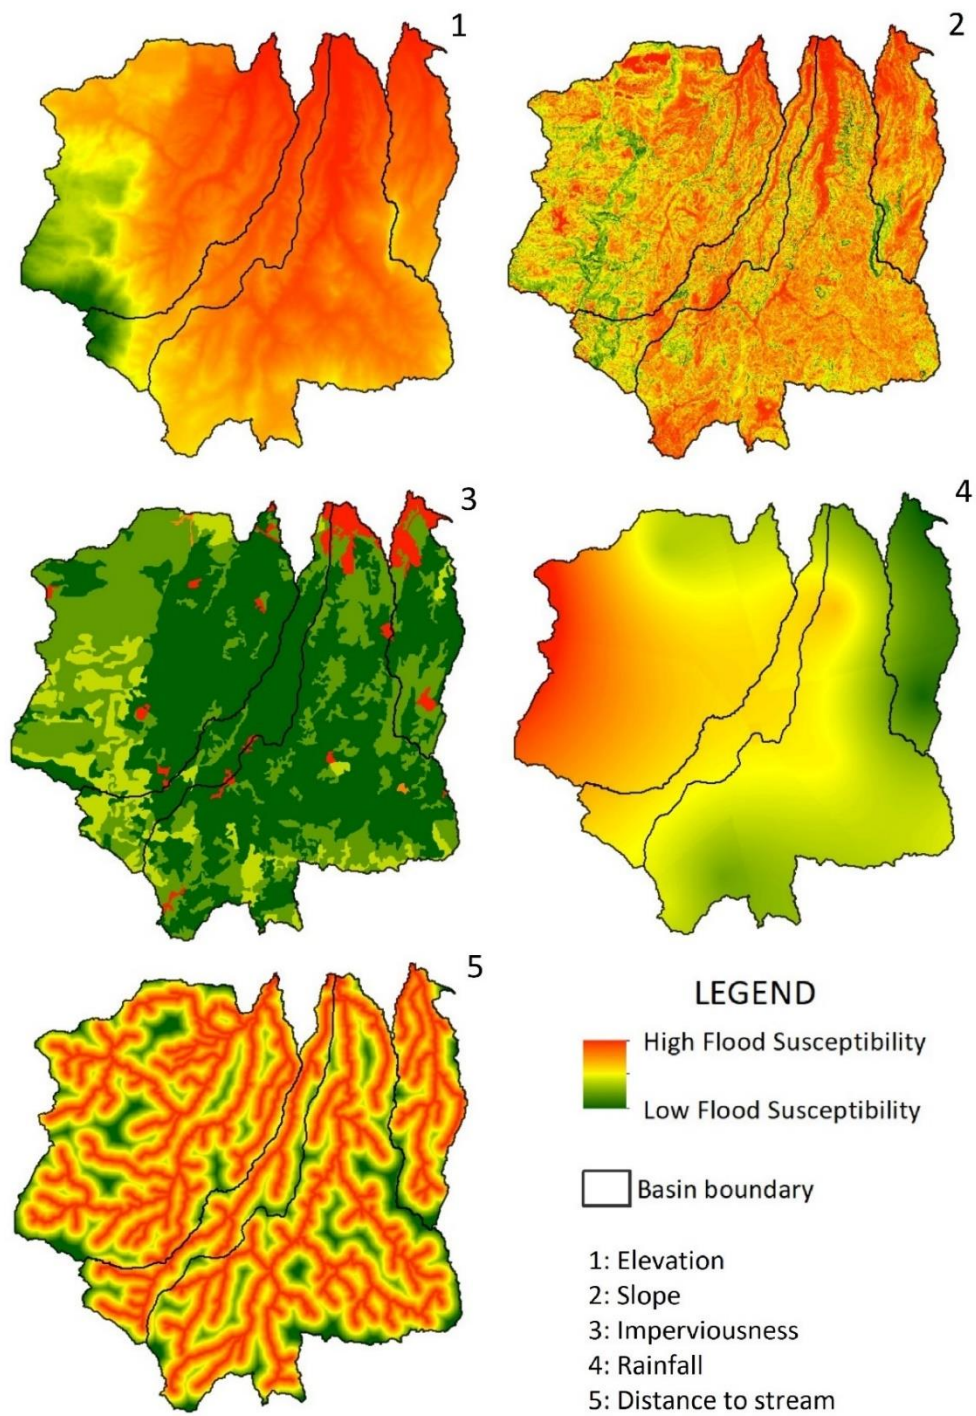 1
2
3
4
5
LEGEND
High Flood Susceptibility
Low Flood Susceptibility
Basin boundary
1: Elevation
2: Slope
3: Imperviousness
4: Rainfall
5: Distance to stream